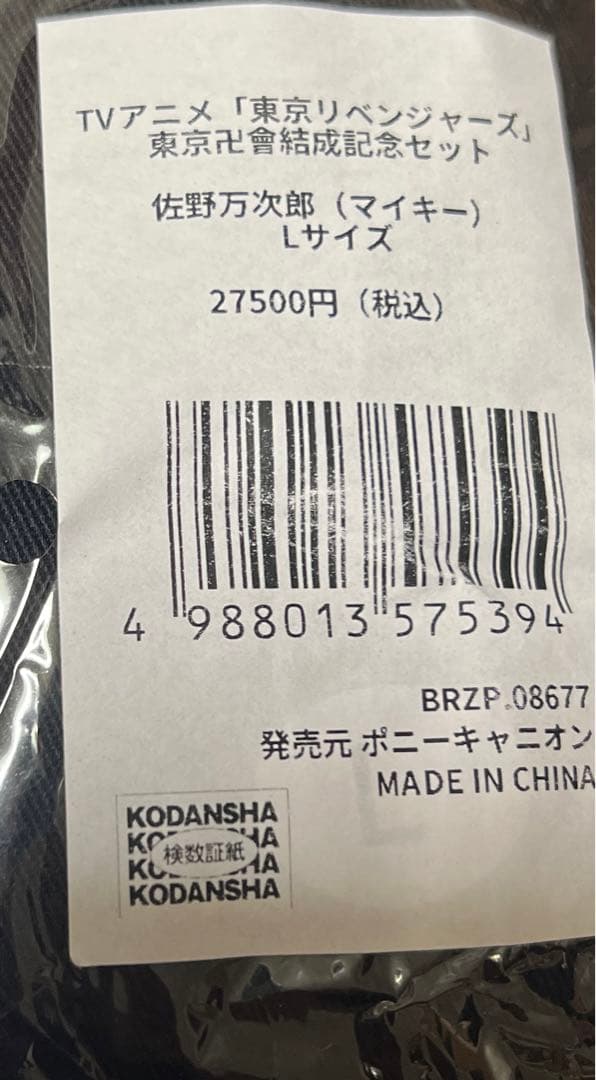 TVアニメ「東京リベンジャーズ」
東京卍會結成記念セット
佐野万次郎（マイキー）
Lサイズ
27500円（税込）
4 988013 575394
BRZP.08677
発売元 ポニーキャニオン
MADE IN CHINA
KODANSHA
検数証紙
KODANSHA